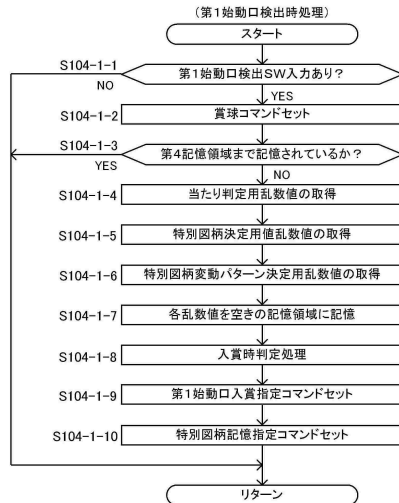 (第1始動口検出時処理)
スタート
S104-1-1
第1始動口検出SW入力あり?
NO
YES
S104-1-2
賞球コマンドセット
S104-1-3
第4記憶領域まで記憶されているか?
YES
NO
S104-1-4
当たり判定用乱数値の取得
S104-1-5
特別図柄決定用値乱数値の取得
S104-1-6
特別図柄変動パターン決定用乱数値の取得
S104-1-7
各乱数値を空きの記憶領域に記憶
S104-1-8
入賞時判定処理
S104-1-9
第1始動口入賞指定コマンドセット
S104-1-10
特別図柄記憶指定コマンドセット
リターン